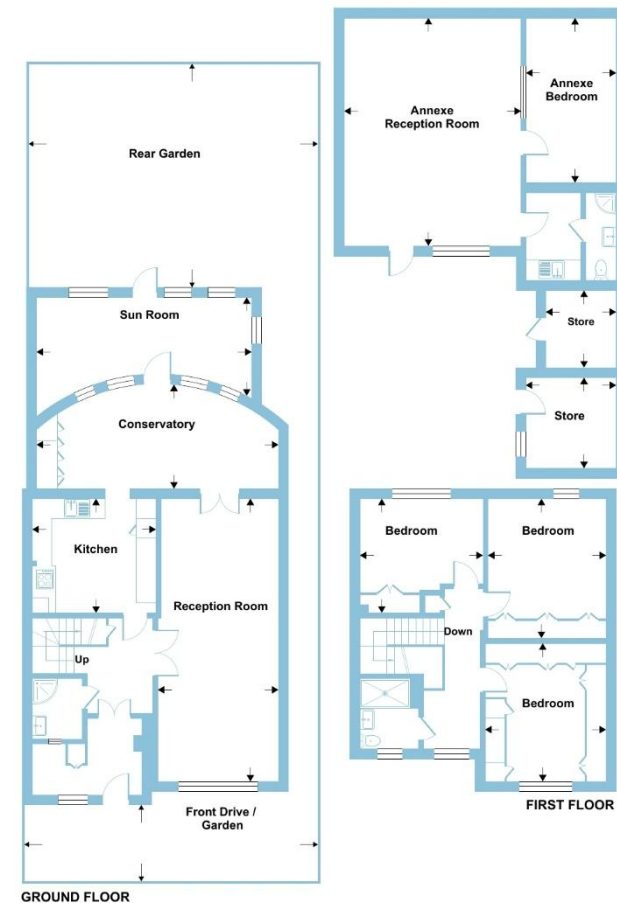 Rear Garden
Sun Room
Conservatory
Kitchen
Reception Room
Up
Front Drive /
Garden
GROUND FLOOR
Annexe
Reception Room
Annexe
Bedroom
Store
Store
Bedroom
Bedroom
Down
Bedroom
FIRST FLOOR